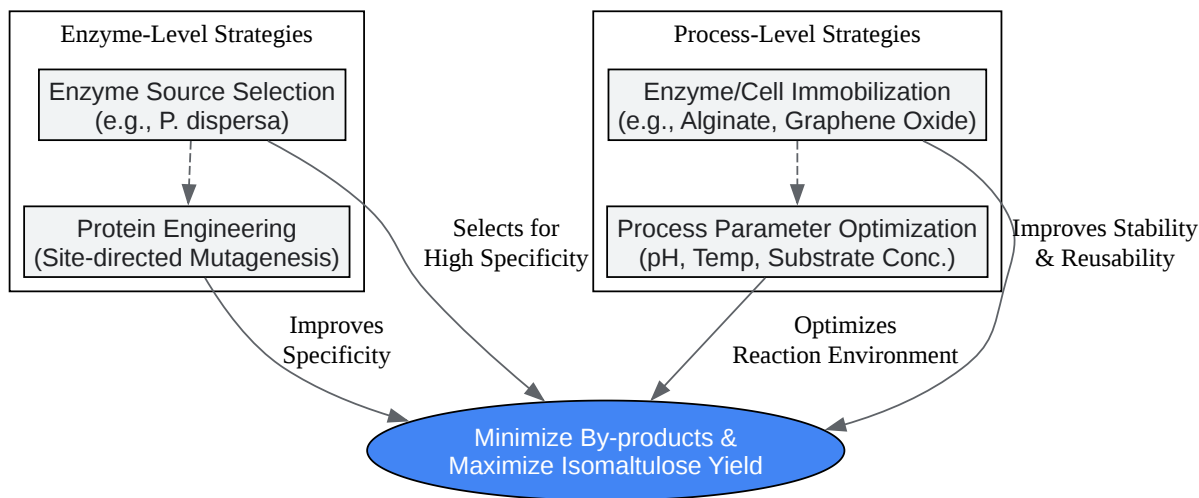 Enzyme-Level Strategies
Enzyme Source Selection
(e.g., P. dispersa)
Protein Engineering
(Site-directed Mutagenesis)
Process-Level Strategies
Enzyme/Cell Immobilization
(e.g., Alginate, Graphene Oxide)
Process Parameter Optimization
(pH, Temp, Substrate Conc.)
Selects for
High Specificity
Improves Stability
& Reusability
Improves
Specificity
Optimizes
Reaction Environment
Minimize By-products &
Maximize Isomaltulose Yield